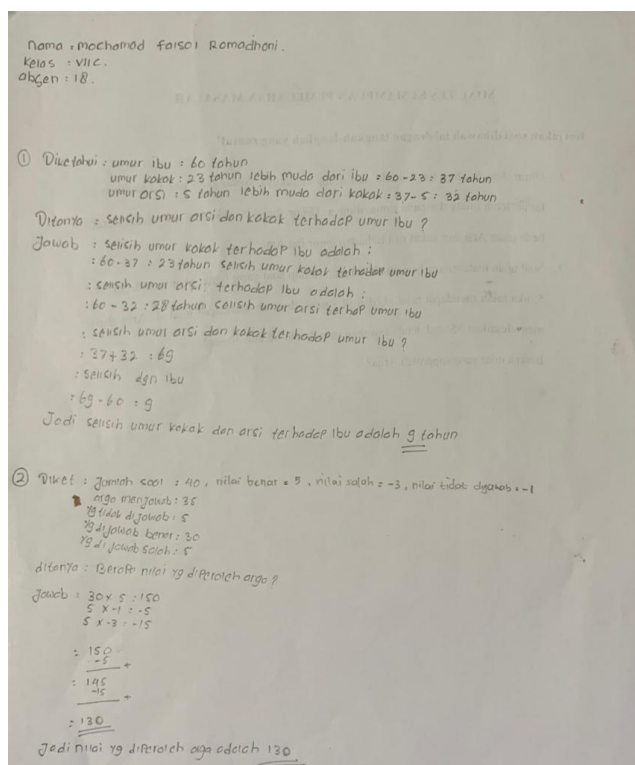 Nama : Mochamad Faisol Romadhoni.
Kelas : VII C.
absen : 18.
① Diketahui : umur ibu : 60 tahun
umur kakak : 23 tahun lebih muda dari ibu : 60 - 23 : 37 tahun
umur arsi : 5 tahun lebih muda dari kakak : 37 - 5 : 32 tahun
Ditanya : selisih umur arsi dan kakak terhadap umur ibu ?
Jawab : selisih umur kakak terhadap ibu adalah :
: 60 - 37 : 23 tahun selisih umur kakak terhadap umur ibu
: selisih umur arsi terhadap ibu adalah :
: 60 - 32 : 28 tahun selisih umur arsi terhap umur ibu
: selisih umur arsi dan kakak terhadap umur ibu ?
: 37 + 32 : 69
: selisih dgn ibu
: 69 - 60 : 9
Jadi selisih umur kakak dan arsi terhadap ibu adalah 9 tahun
② Diket : Jumlah soal : 40, nilai benar = 5, nilai salah = -3, nilai tidak dijawab = -1
argo menjawab : 35
yg tidak dijawab : 5
yg dijawab benar : 30
yg dijawab salah : 5
ditanya : Berapa nilai yg diperoleh argo ?
Jawab : 30 x 5 : 150
5 x -1 : -5
5 x -3 : -15
: 150
-5 +
: 145
-15 +
: 130
Jadi nilai yg diperoleh argo adalah 130